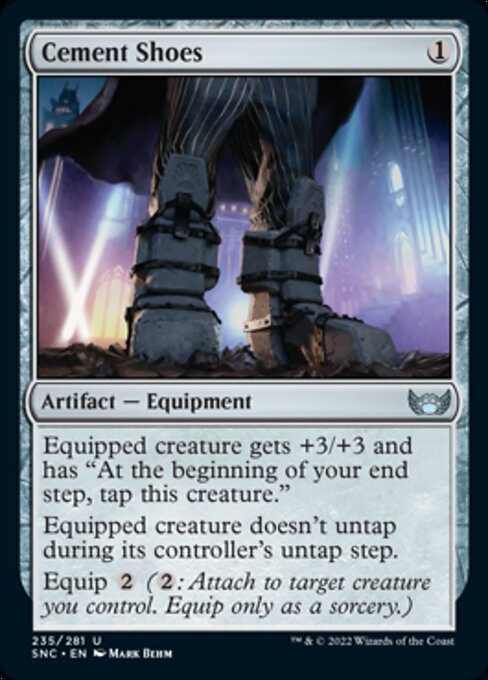 Cement Shoes 1
Artifact — Equipment
Equipped creature gets +3/+3 and
has “At the beginning of your end
step, tap this creature.”
Equipped creature doesn’t untap
during its controller’s untap step.
Equip 2 (2: Attach to target creature
you control. Equip only as a sorcery.)
235/281 U
SNC • EN Mark Behm
™ & © 2022 Wizards of the Coast